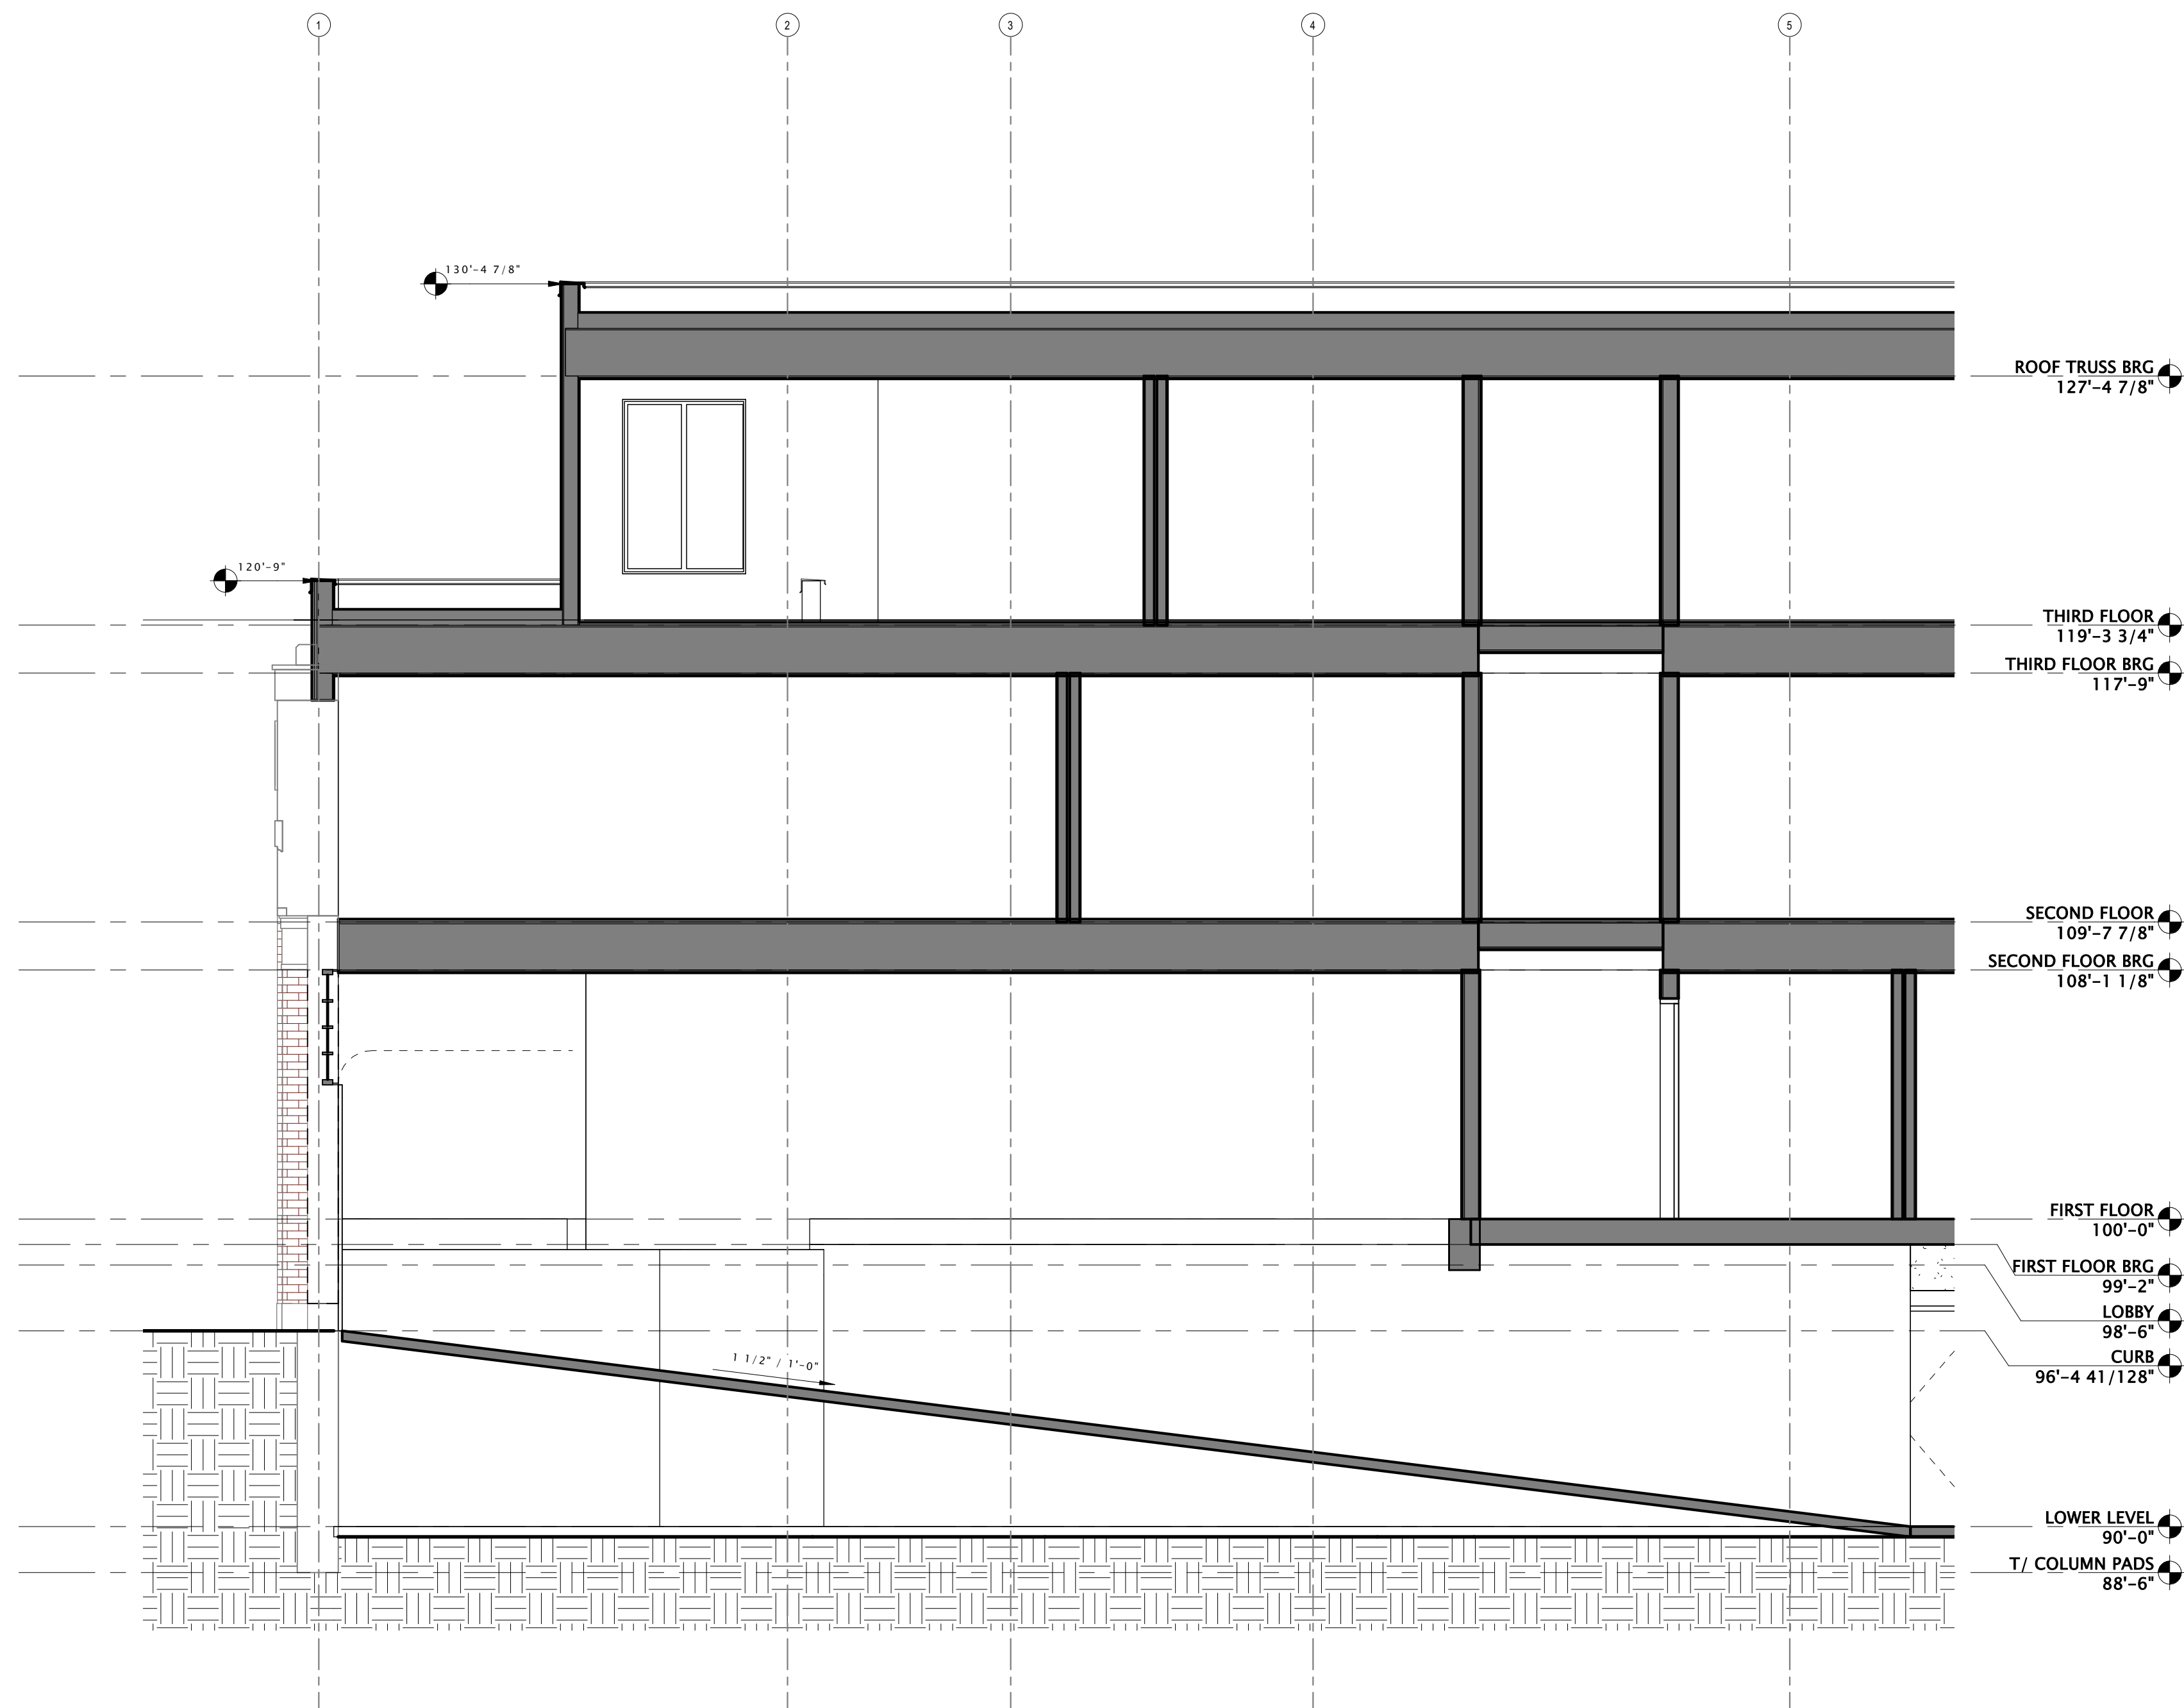 1
2
3
4
5
130'-4 7/8"
ROOF TRUSS BRG
127'-4 7/8"
120'-9"
THIRD FLOOR
119'-3 3/4"
THIRD FLOOR BRG
117'-9"
SECOND FLOOR
109'-7 7/8"
SECOND FLOOR BRG
108'-1 1/8"
FIRST FLOOR
100'-0"
FIRST FLOOR BRG
99'-2"
LOBBY
98'-6"
1 1/2" / 1'-0"
CURB
96'-4 41/128"
LOWER LEVEL
90'-0"
T/ COLUMN PADS
88'-6"